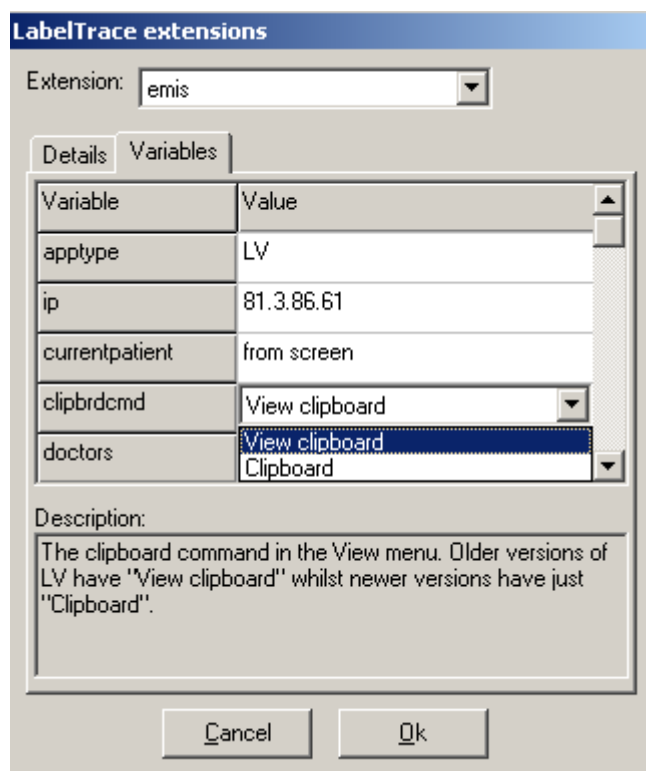 LabelTrace extensions
Extension: emis
Details Variables
Variable Value
apptype LV
ip 81.3.86.61
currentpatient from screen
clipbrdcmd View clipboard
doctors View clipboard
Clipboard
Description:
The clipboard command in the View menu. Older versions of
LV have "View clipboard" whilst newer versions have just
"Clipboard".
Cancel Ok